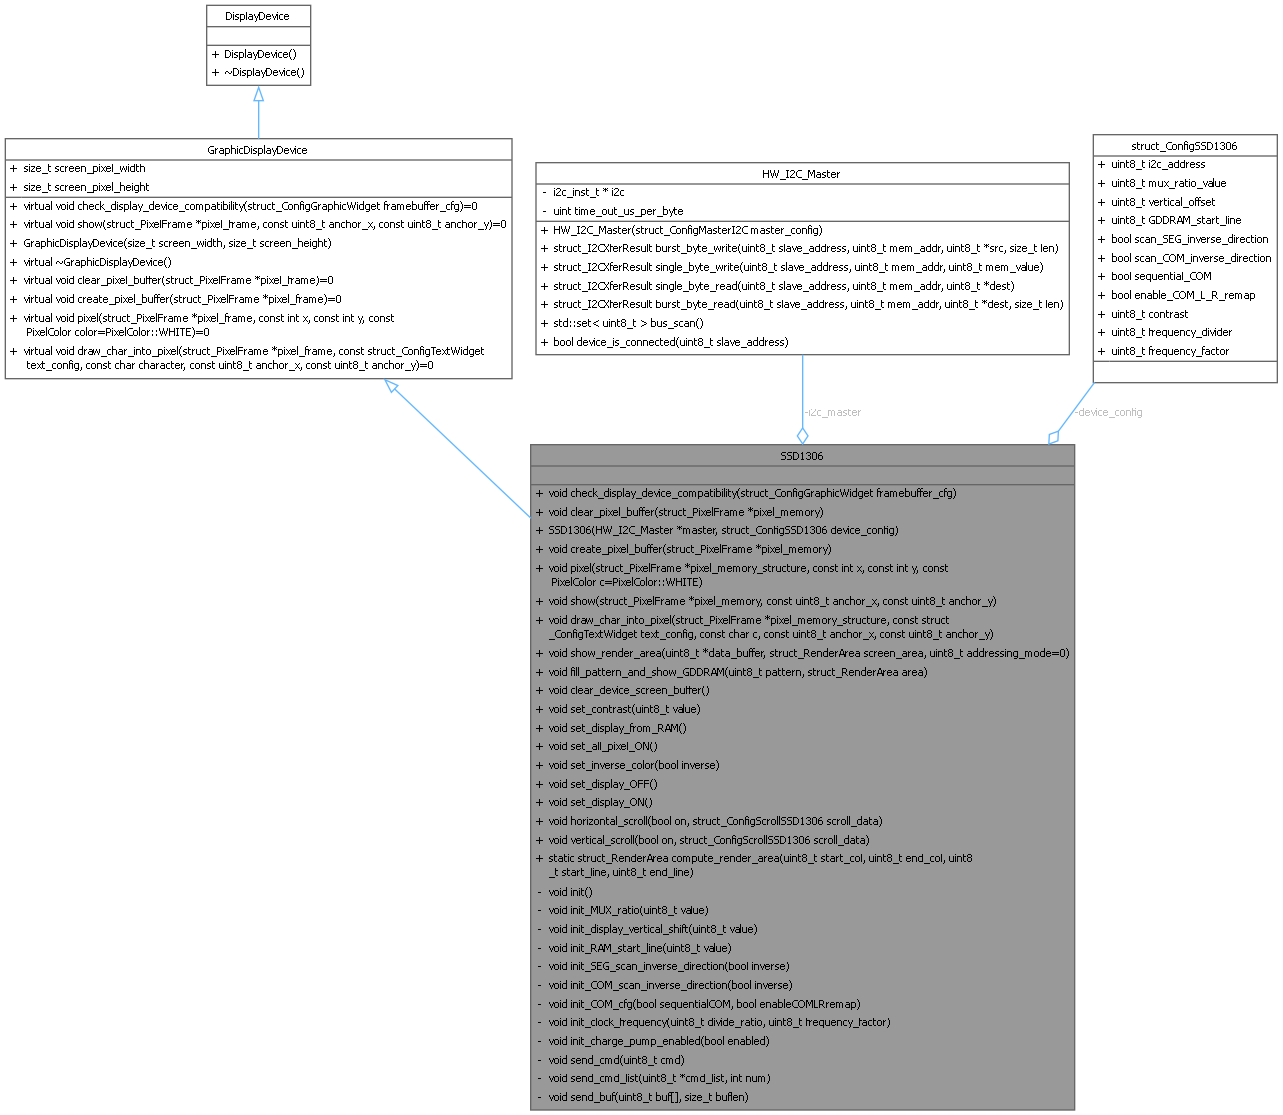 DisplayDevice
+ DisplayDevice()
+ ~DisplayDevice()
GraphicDisplayDevice
+ size_t screen_pixel_width
+ size_t screen_pixel_height
+ virtual void check_display_device_compatibility(struct_ConfigGraphicWidget framebuffer_cfg)=0
+ virtual void show(struct_PixelFrame *pixel_frame, const uint8_t anchor_x, const uint8_t anchor_y)=0
+ GraphicDisplayDevice(size_t screen_width, size_t screen_height)
+ virtual ~GraphicDisplayDevice()
+ virtual void clear_pixel_buffer(struct_PixelFrame *pixel_frame)=0
+ virtual void create_pixel_buffer(struct_PixelFrame *pixel_frame)=0
+ virtual void pixel(struct_PixelFrame *pixel_frame, const int x, const int y, const
PixelColor color=PixelColor::WHITE)=0
+ virtual void draw_char_into_pixel(struct_PixelFrame *pixel_frame, const struct_ConfigTextWidget
text_config, const char character, const uint8_t anchor_x, const uint8_t anchor_y)=0
HW_I2C_Master
- i2c_inst_t * i2c
- uint time_out_us_per_byte
+ HW_I2C_Master(struct_ConfigMasterI2C master_config)
+ struct_I2CXferResult burst_byte_write(uint8_t slave_address, uint8_t mem_addr, uint8_t *src, size_t len)
+ struct_I2CXferResult single_byte_write(uint8_t slave_address, uint8_t mem_addr, uint8_t mem_value)
+ struct_I2CXferResult single_byte_read(uint8_t slave_address, uint8_t mem_addr, uint8_t *dest)
+ struct_I2CXferResult burst_byte_read(uint8_t slave_address, uint8_t mem_addr, uint8_t *dest, size_t len)
+ std::set< uint8_t > bus_scan()
+ bool device_is_connected(uint8_t slave_address)
struct_ConfigSSD1306
+ uint8_t i2c_address
+ uint8_t mux_ratio_value
+ uint8_t vertical_offset
+ uint8_t GDDRAM_start_line
+ bool scan_SEG_inverse_direction
+ bool scan_COM_inverse_direction
+ bool sequential_COM
+ bool enable_COM_L_R_remap
+ uint8_t contrast
+ uint8_t frequency_divider
+ uint8_t frequency_factor
-i2c_master
-device_config
SSD1306
+ void check_display_device_compatibility(struct_ConfigGraphicWidget framebuffer_cfg)
+ void clear_pixel_buffer(struct_PixelFrame *pixel_memory)
+ SSD1306(HW_I2C_Master *master, struct_ConfigSSD1306 device_config)
+ void create_pixel_buffer(struct_PixelFrame *pixel_memory)
+ void pixel(struct_PixelFrame *pixel_memory_structure, const int x, const int y, const
PixelColor c=PixelColor::WHITE)
+ void show(struct_PixelFrame *pixel_memory, const uint8_t anchor_x, const uint8_t anchor_y)
+ void draw_char_into_pixel(struct_PixelFrame *pixel_memory_structure, const struct
_ConfigTextWidget text_config, const char c, const uint8_t anchor_x, const uint8_t anchor_y)
+ void show_render_area(uint8_t *data_buffer, struct_RenderArea screen_area, uint8_t addressing_mode=0)
+ void fill_pattern_and_show_GDDRAM(uint8_t pattern, struct_RenderArea area)
+ void clear_device_screen_buffer()
+ void set_contrast(uint8_t value)
+ void set_display_from_RAM()
+ void set_all_pixel_ON()
+ void set_inverse_color(bool inverse)
+ void set_display_OFF()
+ void set_display_ON()
+ void horizontal_scroll(bool on, struct_ConfigScrollSSD1306 scroll_data)
+ void vertical_scroll(bool on, struct_ConfigScrollSSD1306 scroll_data)
+ static struct_RenderArea compute_render_area(uint8_t start_col, uint8_t end_col, uint8
_t start_line, uint8_t end_line)
- void init()
- void init_MUX_ratio(uint8_t value)
- void init_display_vertical_shift(uint8_t value)
- void init_RAM_start_line(uint8_t value)
- void init_SEG_scan_inverse_direction(bool inverse)
- void init_COM_scan_inverse_direction(bool inverse)
- void init_COM_cfg(bool sequentialCOM, bool enableCOMLRremap)
- void init_clock_frequency(uint8_t divide_ratio, uint8_t frequency_factor)
- void init_charge_pump_enabled(bool enabled)
- void send_cmd(uint8_t cmd)
- void send_cmd_list(uint8_t *cmd_list, int num)
- void send_buf(uint8_t buf[], size_t buflen)